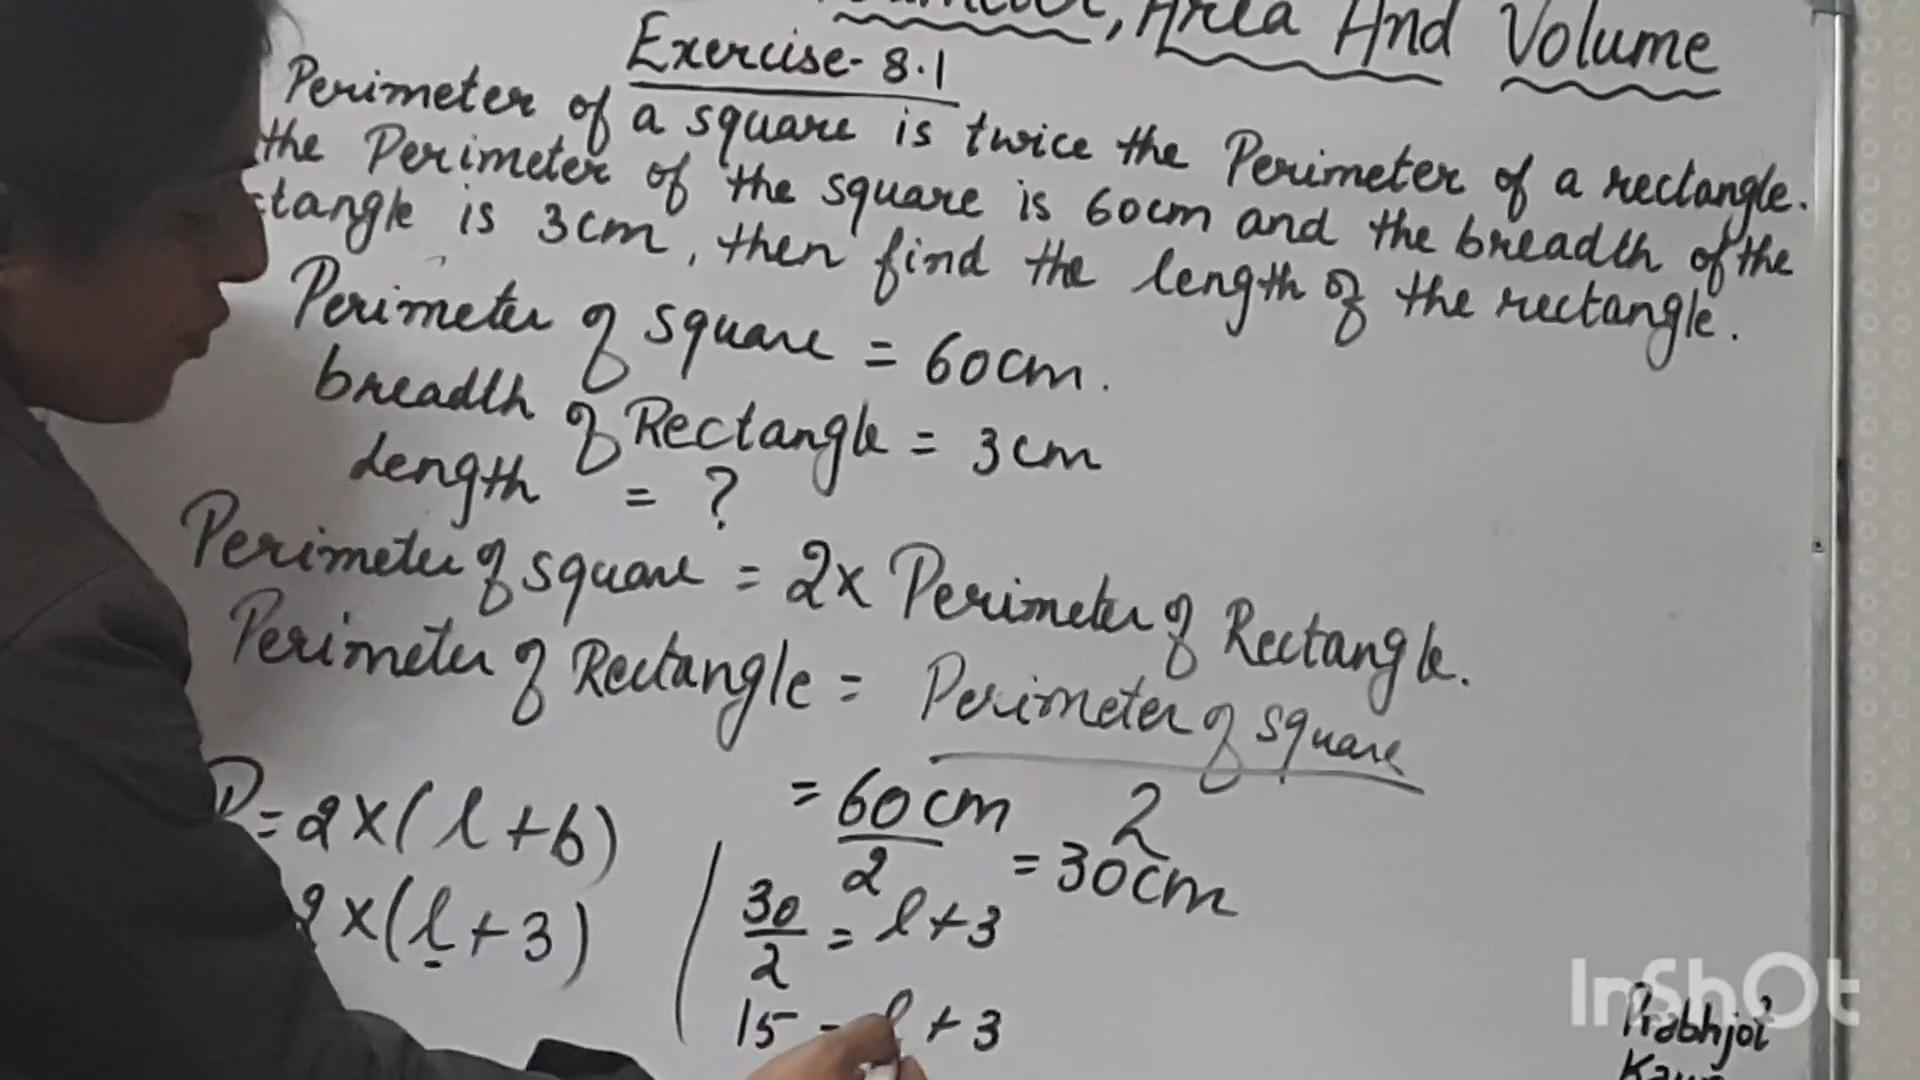 , Area And Volume
Exercise- 8.1
Perimeter of a square is twice the Perimeter of a rectangle.
the Perimeter of the square is 60cm and the breadth of the
is 3cm, then find the length of the rectangle.
Perimeter of square = 60cm.
breadth of Rectangle = 3cm
Length = ?
Perimeter of square = 2x Perimeter of Rectangle.
Perimeter of Rectangle = Perimeter of square
2
P = 2 x ( l + b )
= 60cm
2
= 30cm
2 x ( l + 3 )
30
2
= l + 3
15 = l + 3
InShOt
Prabhjot